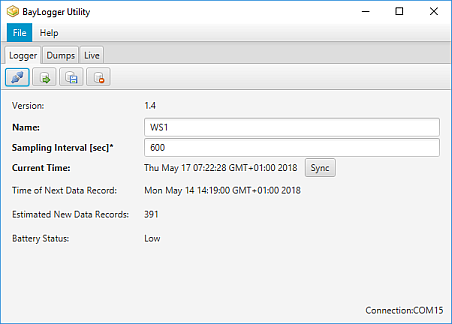 BayLogger Utility
File Help
Logger Dumps Live
Version: 1.4
Name: WS1
Sampling Interval [sec]* 600
Current Time: Thu May 17 07:22:28 GMT+01:00 2018 Sync
Time of Next Data Record: Mon May 14 14:19:00 GMT+01:00 2018
Estimated New Data Records: 391
Battery Status: Low
Connection:COM15